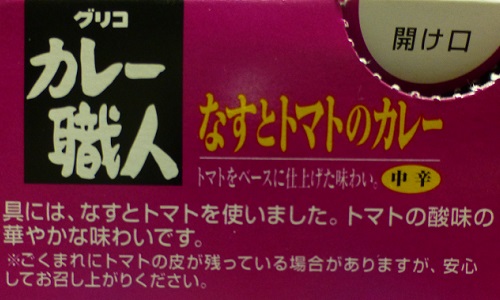 グリコ
カレー
職人
開け口
なすとトマトのカレー
トマトをベースに仕上げた味わい。 中辛
具には、なすとトマトを使いました。トマトの酸味の
華やかな味わいです。
※ごくまれにトマトの皮が残っている場合がありますが、安心
してお召し上がりください。